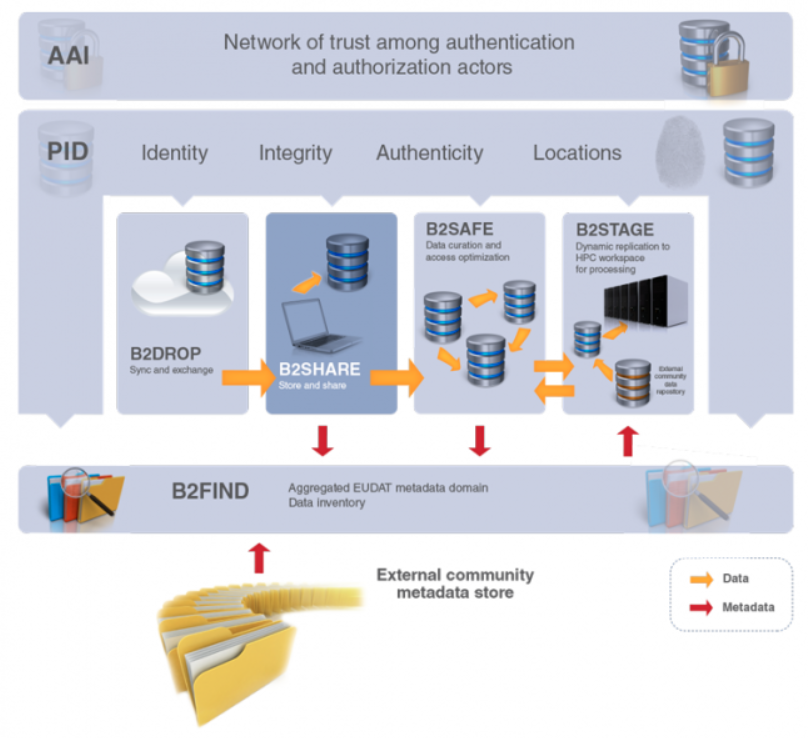 AAI
Network of trust among authentication
and authorization actors
PID
Identity
Integrity
Authenticity
Locations
B2DROP
Sync and exchange
B2SHARE
Store and share
B2SAFE
Data curation and
access optimization
B2STAGE
Dynamic replication to
HPC workspace
for processing
External
community
data
repository
B2FIND
Aggregated EUDAT metadata domain
Data inventory
External community
metadata store
Data
Metadata